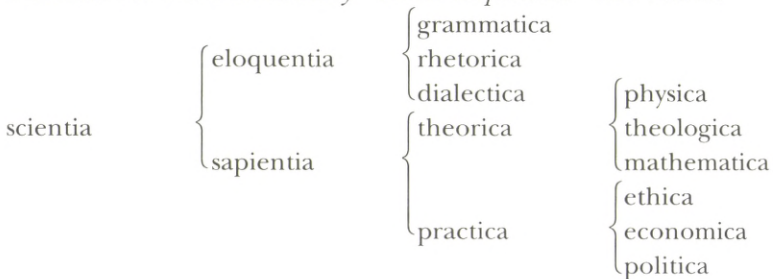 grammatica
eloquentia rhetorica
dialectica physica
scientia theorica theologica
sapientia mathematica
ethica
practica economica
politica